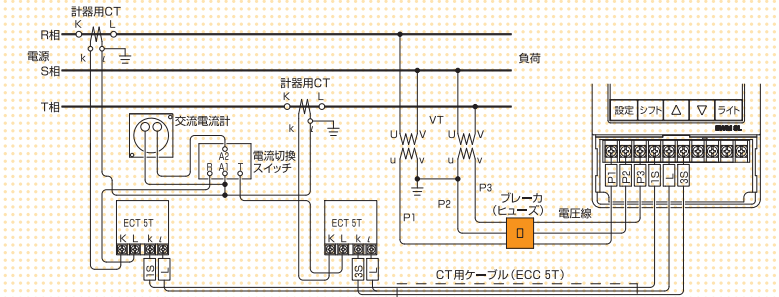 計器用CT
K L
R相
電源
k ℓ
S相
負荷
計器用CT
K L
T相
k ℓ
交流電流計
VT
U V U V
u v u v
設定 シフト △ ▽ ライト
A2
R A1 T
電流切換
スイッチ
P1 P2 P3 1S L 3S
P3
P2
P1
ブレーカ
(ヒューズ)
電圧線
ECT 5T
K L k ℓ
1S L
ECT 5T
K L k ℓ
3S L
CT用ケーブル(ECC 5T)